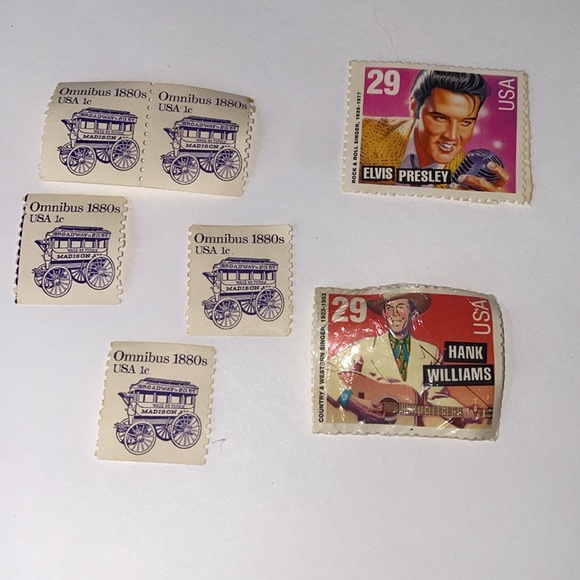 Omnibus 1880s
USA 1c
BROADWAY
MADISON A
Omnibus 1880s
USA 1c
BROADWAY
MADISON A
29
ROCK & ROLL SINGER, 1935-1977
ELVIS PRESLEY
USA
Omnibus 1880s
USA 1c
BROADWAY
MADISON A
Omnibus 1880s
USA 1c
BROADWAY
MADISON A
29
COUNTRY & WESTERN SINGER, 1923-1953
HANK
WILLIAMS
USA
Omnibus 1880s
USA 1c
BROADWAY
MADISON A